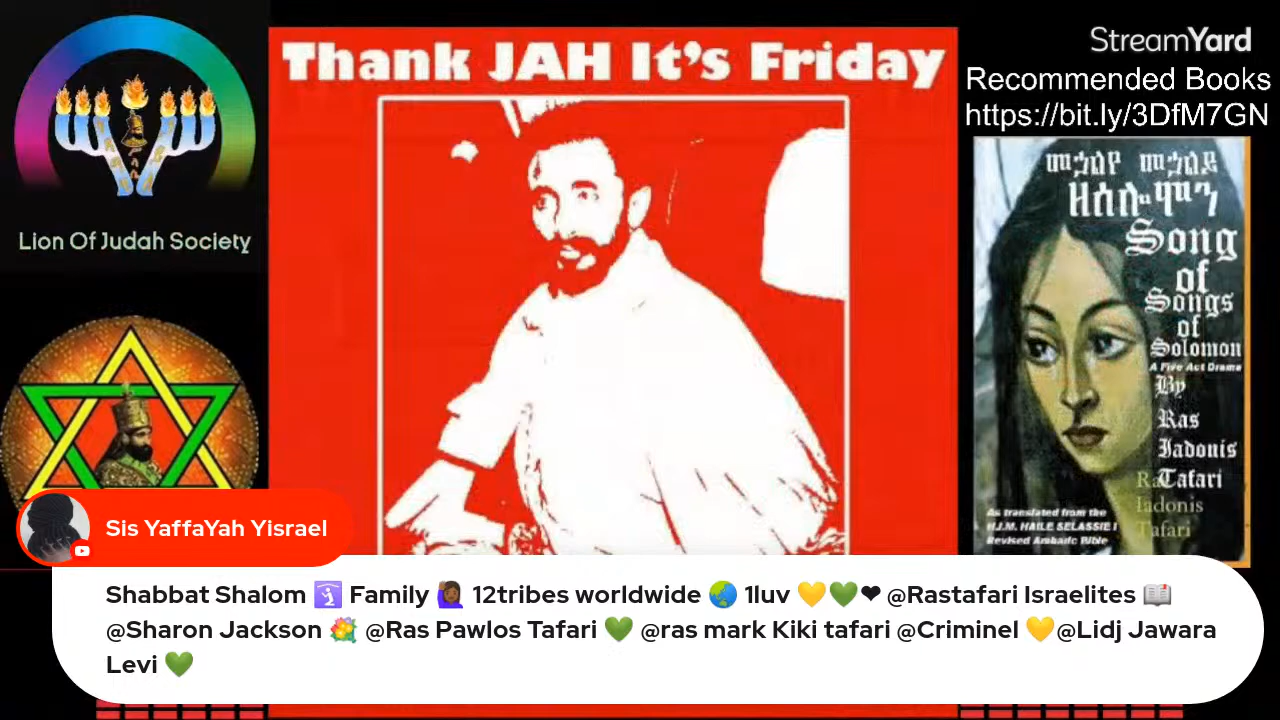 Thank JAH It's Friday
StreamYard
Recommended Books
https://bit.ly/3DfM7GN
Lion Of Judah Society
መኃልየ መኃልይ
ዘሰሎሞን
Song
of
Songs
of
Solomon
A Five Act Drama
By
Ras
Iadonis
Tafari
Ra
Iadonis
Tafari
As translated from the
H.I.M. HAILE SELASSIE I
Revised Amharic Bible
Sis YaffaYah Yisrael
Shabbat Shalom 🛐 Family 🙋🏾‍♀️ 12tribes worldwide 🌏 1luv 💛💚❤ @Rastafari Israelites 📖
@Sharon Jackson 💐 @Ras Pawlos Tafari 💚 @ras mark Kiki tafari @Criminel 💛@Lidj Jawara
Levi 💚